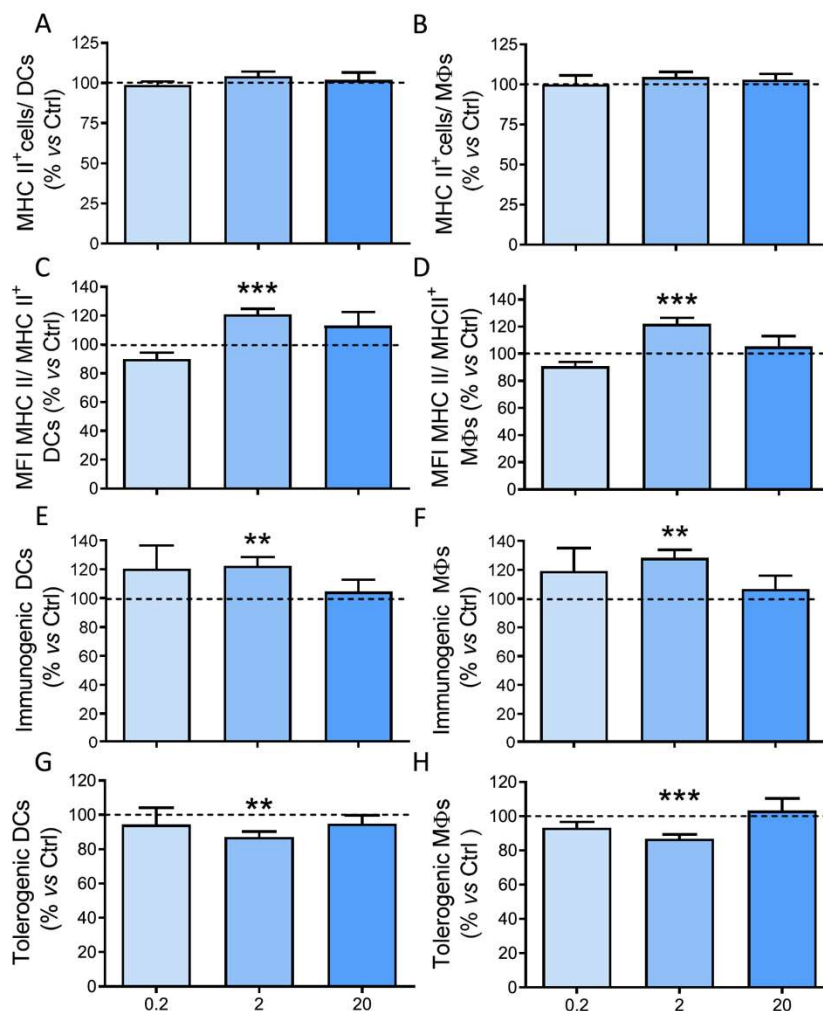 A
B
MHC II⁺cells/ DCs
(% vs Ctrl)
125
100
75
50
25
0
MHC II⁺cells/ MΦs
(% vs Ctrl)
125
100
75
50
25
0
C
D
MFI MHC II/ MHC II⁺
DCs (% vs Ctrl)
140
120
100
80
60
40
20
0
***
MFI MHC II/ MHCII⁺
MΦs (% vs Ctrl)
140
120
100
80
60
40
20
0
***
E
F
Immunogenic DCs
(% vs Ctrl)
140
120
100
80
60
40
20
0
**
Immunogenic MΦs
(% vs Ctrl)
140
120
100
80
60
40
20
0
**
G
H
Tolerogenic DCs
(% vs Ctrl)
120
100
80
60
40
20
0
**
0.2 2 20
Tolerogenic MΦs
(% vs Ctrl )
120
100
80
60
40
20
0
***
0.2 2 20